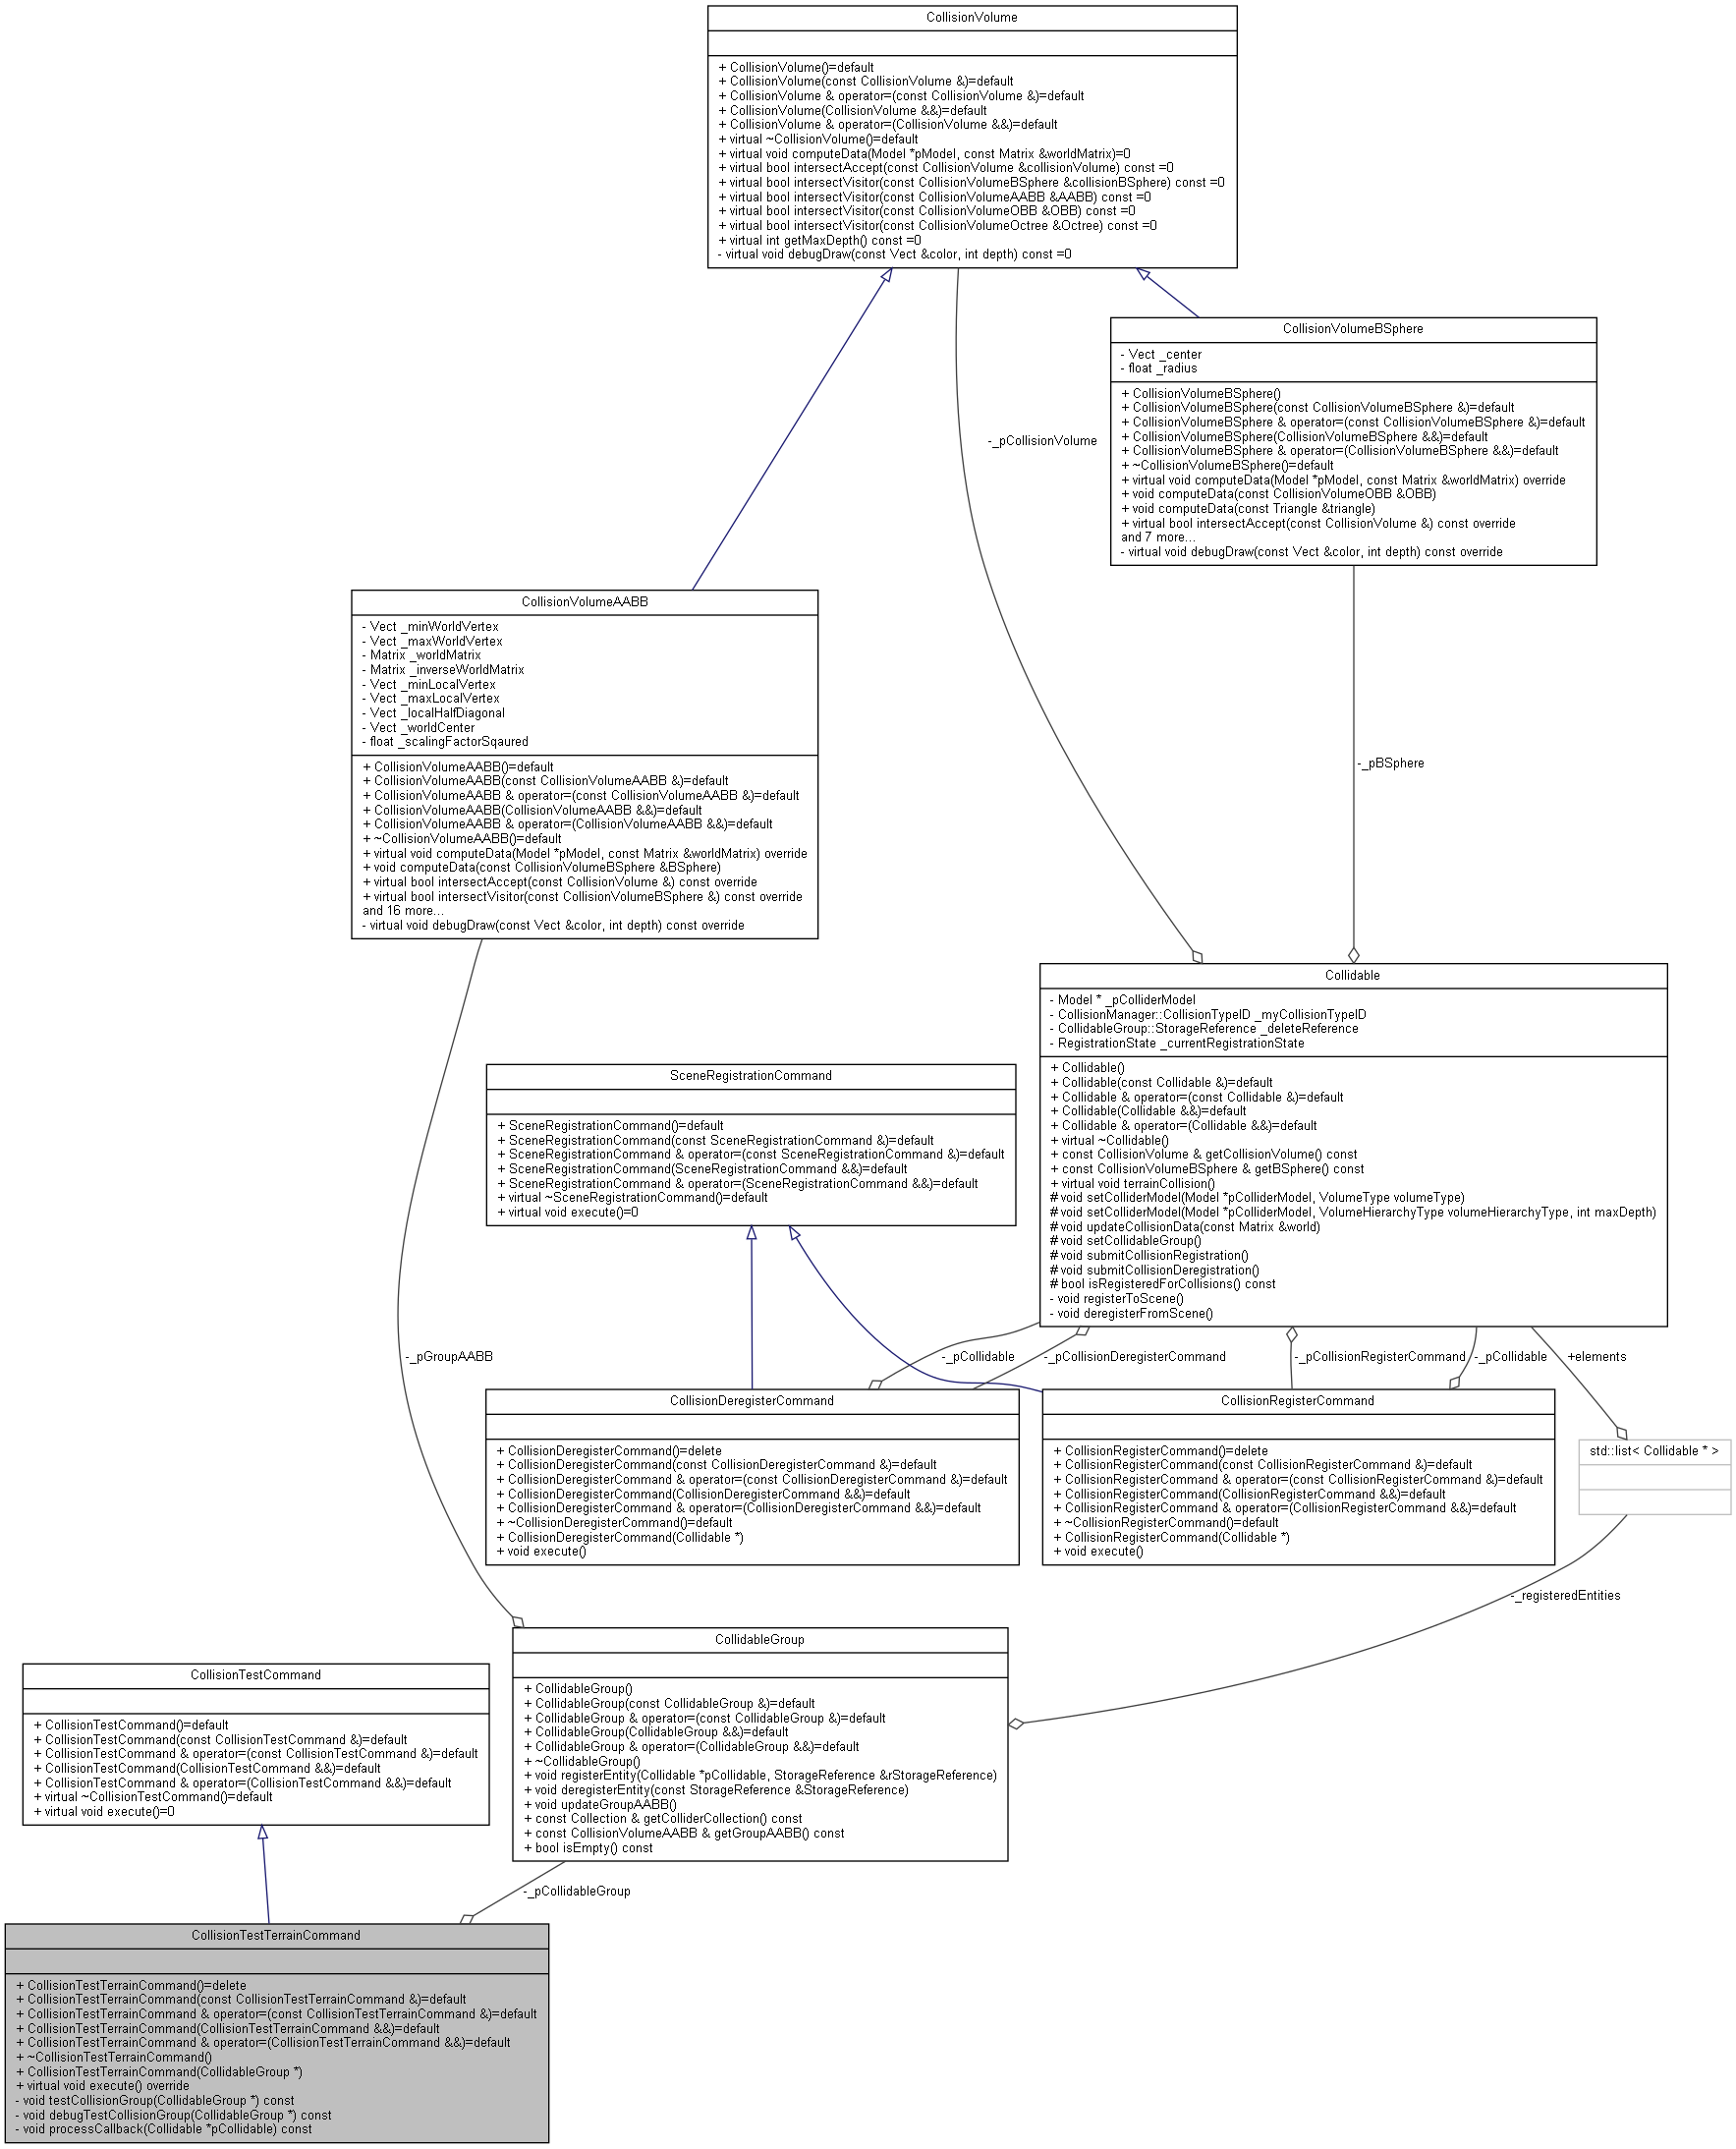 CollisionVolume
+ CollisionVolume()=default
+ CollisionVolume(const CollisionVolume &)=default
+ CollisionVolume & operator=(const CollisionVolume &)=default
+ CollisionVolume(CollisionVolume &&)=default
+ CollisionVolume & operator=(CollisionVolume &&)=default
+ virtual ~CollisionVolume()=default
+ virtual void computeData(Model *pModel, const Matrix &worldMatrix)=0
+ virtual bool intersectAccept(const CollisionVolume &collisionVolume) const =0
+ virtual bool intersectVisitor(const CollisionVolumeBSphere &collisionBSphere) const =0
+ virtual bool intersectVisitor(const CollisionVolumeAABB &AABB) const =0
+ virtual bool intersectVisitor(const CollisionVolumeOBB &OBB) const =0
+ virtual bool intersectVisitor(const CollisionVolumeOctree &Octree) const =0
+ virtual int getMaxDepth() const =0
- virtual void debugDraw(const Vect &color, int depth) const =0
CollisionVolumeBSphere
- Vect _center
- float _radius
+ CollisionVolumeBSphere()
+ CollisionVolumeBSphere(const CollisionVolumeBSphere &)=default
+ CollisionVolumeBSphere & operator=(const CollisionVolumeBSphere &)=default
+ CollisionVolumeBSphere(CollisionVolumeBSphere &&)=default
+ CollisionVolumeBSphere & operator=(CollisionVolumeBSphere &&)=default
+ ~CollisionVolumeBSphere()=default
+ virtual void computeData(Model *pModel, const Matrix &worldMatrix) override
+ void computeData(const CollisionVolumeOBB &OBB)
+ void computeData(const Triangle &triangle)
+ virtual bool intersectAccept(const CollisionVolume &) const override
and 7 more...
- virtual void debugDraw(const Vect &color, int depth) const override
-_pCollisionVolume
CollisionVolumeAABB
- Vect _minWorldVertex
- Vect _maxWorldVertex
- Matrix _worldMatrix
- Matrix _inverseWorldMatrix
- Vect _minLocalVertex
- Vect _maxLocalVertex
- Vect _localHalfDiagonal
- Vect _worldCenter
- float _scalingFactorSqaured
+ CollisionVolumeAABB()=default
+ CollisionVolumeAABB(const CollisionVolumeAABB &)=default
+ CollisionVolumeAABB & operator=(const CollisionVolumeAABB &)=default
+ CollisionVolumeAABB(CollisionVolumeAABB &&)=default
+ CollisionVolumeAABB & operator=(CollisionVolumeAABB &&)=default
+ ~CollisionVolumeAABB()=default
+ virtual void computeData(Model *pModel, const Matrix &worldMatrix) override
+ void computeData(const CollisionVolumeBSphere &BSphere)
+ virtual bool intersectAccept(const CollisionVolume &) const override
+ virtual bool intersectVisitor(const CollisionVolumeBSphere &) const override
and 16 more...
- virtual void debugDraw(const Vect &color, int depth) const override
-_pBSphere
Collidable
- Model * _pColliderModel
- CollisionManager::CollisionTypeID _myCollisionTypeID
- CollidableGroup::StorageReference _deleteReference
- RegistrationState _currentRegistrationState
+ Collidable()
+ Collidable(const Collidable &)=default
+ Collidable & operator=(const Collidable &)=default
+ Collidable(Collidable &&)=default
+ Collidable & operator=(Collidable &&)=default
+ virtual ~Collidable()
+ const CollisionVolume & getCollisionVolume() const
+ const CollisionVolumeBSphere & getBSphere() const
+ virtual void terrainCollision()
# void setColliderModel(Model *pColliderModel, VolumeType volumeType)
# void setColliderModel(Model *pColliderModel, VolumeHierarchyType volumeHierarchyType, int maxDepth)
# void updateCollisionData(const Matrix &world)
# void setCollidableGroup()
# void submitCollisionRegistration()
# void submitCollisionDeregistration()
# bool isRegisteredForCollisions() const
- void registerToScene()
- void deregisterFromScene()
SceneRegistrationCommand
+ SceneRegistrationCommand()=default
+ SceneRegistrationCommand(const SceneRegistrationCommand &)=default
+ SceneRegistrationCommand & operator=(const SceneRegistrationCommand &)=default
+ SceneRegistrationCommand(SceneRegistrationCommand &&)=default
+ SceneRegistrationCommand & operator=(SceneRegistrationCommand &&)=default
+ virtual ~SceneRegistrationCommand()=default
+ virtual void execute()=0
-_pGroupAABB
-_pCollidable
-_pCollisionDeregisterCommand
-_pCollisionRegisterCommand
-_pCollidable
+elements
CollisionDeregisterCommand
+ CollisionDeregisterCommand()=delete
+ CollisionDeregisterCommand(const CollisionDeregisterCommand &)=default
+ CollisionDeregisterCommand & operator=(const CollisionDeregisterCommand &)=default
+ CollisionDeregisterCommand(CollisionDeregisterCommand &&)=default
+ CollisionDeregisterCommand & operator=(CollisionDeregisterCommand &&)=default
+ ~CollisionDeregisterCommand()=default
+ CollisionDeregisterCommand(Collidable *)
+ void execute()
CollisionRegisterCommand
+ CollisionRegisterCommand()=delete
+ CollisionRegisterCommand(const CollisionRegisterCommand &)=default
+ CollisionRegisterCommand & operator=(const CollisionRegisterCommand &)=default
+ CollisionRegisterCommand(CollisionRegisterCommand &&)=default
+ CollisionRegisterCommand & operator=(CollisionRegisterCommand &&)=default
+ ~CollisionRegisterCommand()=default
+ CollisionRegisterCommand(Collidable *)
+ void execute()
std::list< Collidable * >
-_registeredEntities
CollidableGroup
+ CollidableGroup()
+ CollidableGroup(const CollidableGroup &)=default
+ CollidableGroup & operator=(const CollidableGroup &)=default
+ CollidableGroup(CollidableGroup &&)=default
+ CollidableGroup & operator=(CollidableGroup &&)=default
+ ~CollidableGroup()
+ void registerEntity(Collidable *pCollidable, StorageReference &rStorageReference)
+ void deregisterEntity(const StorageReference &StorageReference)
+ void updateGroupAABB()
+ const Collection & getColliderCollection() const
+ const CollisionVolumeAABB & getGroupAABB() const
+ bool isEmpty() const
CollisionTestCommand
+ CollisionTestCommand()=default
+ CollisionTestCommand(const CollisionTestCommand &)=default
+ CollisionTestCommand & operator=(const CollisionTestCommand &)=default
+ CollisionTestCommand(CollisionTestCommand &&)=default
+ CollisionTestCommand & operator=(CollisionTestCommand &&)=default
+ virtual ~CollisionTestCommand()=default
+ virtual void execute()=0
-_pCollidableGroup
CollisionTestTerrainCommand
+ CollisionTestTerrainCommand()=delete
+ CollisionTestTerrainCommand(const CollisionTestTerrainCommand &)=default
+ CollisionTestTerrainCommand & operator=(const CollisionTestTerrainCommand &)=default
+ CollisionTestTerrainCommand(CollisionTestTerrainCommand &&)=default
+ CollisionTestTerrainCommand & operator=(CollisionTestTerrainCommand &&)=default
+ ~CollisionTestTerrainCommand()
+ CollisionTestTerrainCommand(CollidableGroup *)
+ virtual void execute() override
- void testCollisionGroup(CollidableGroup *) const
- void debugTestCollisionGroup(CollidableGroup *) const
- void processCallback(Collidable *pCollidable) const